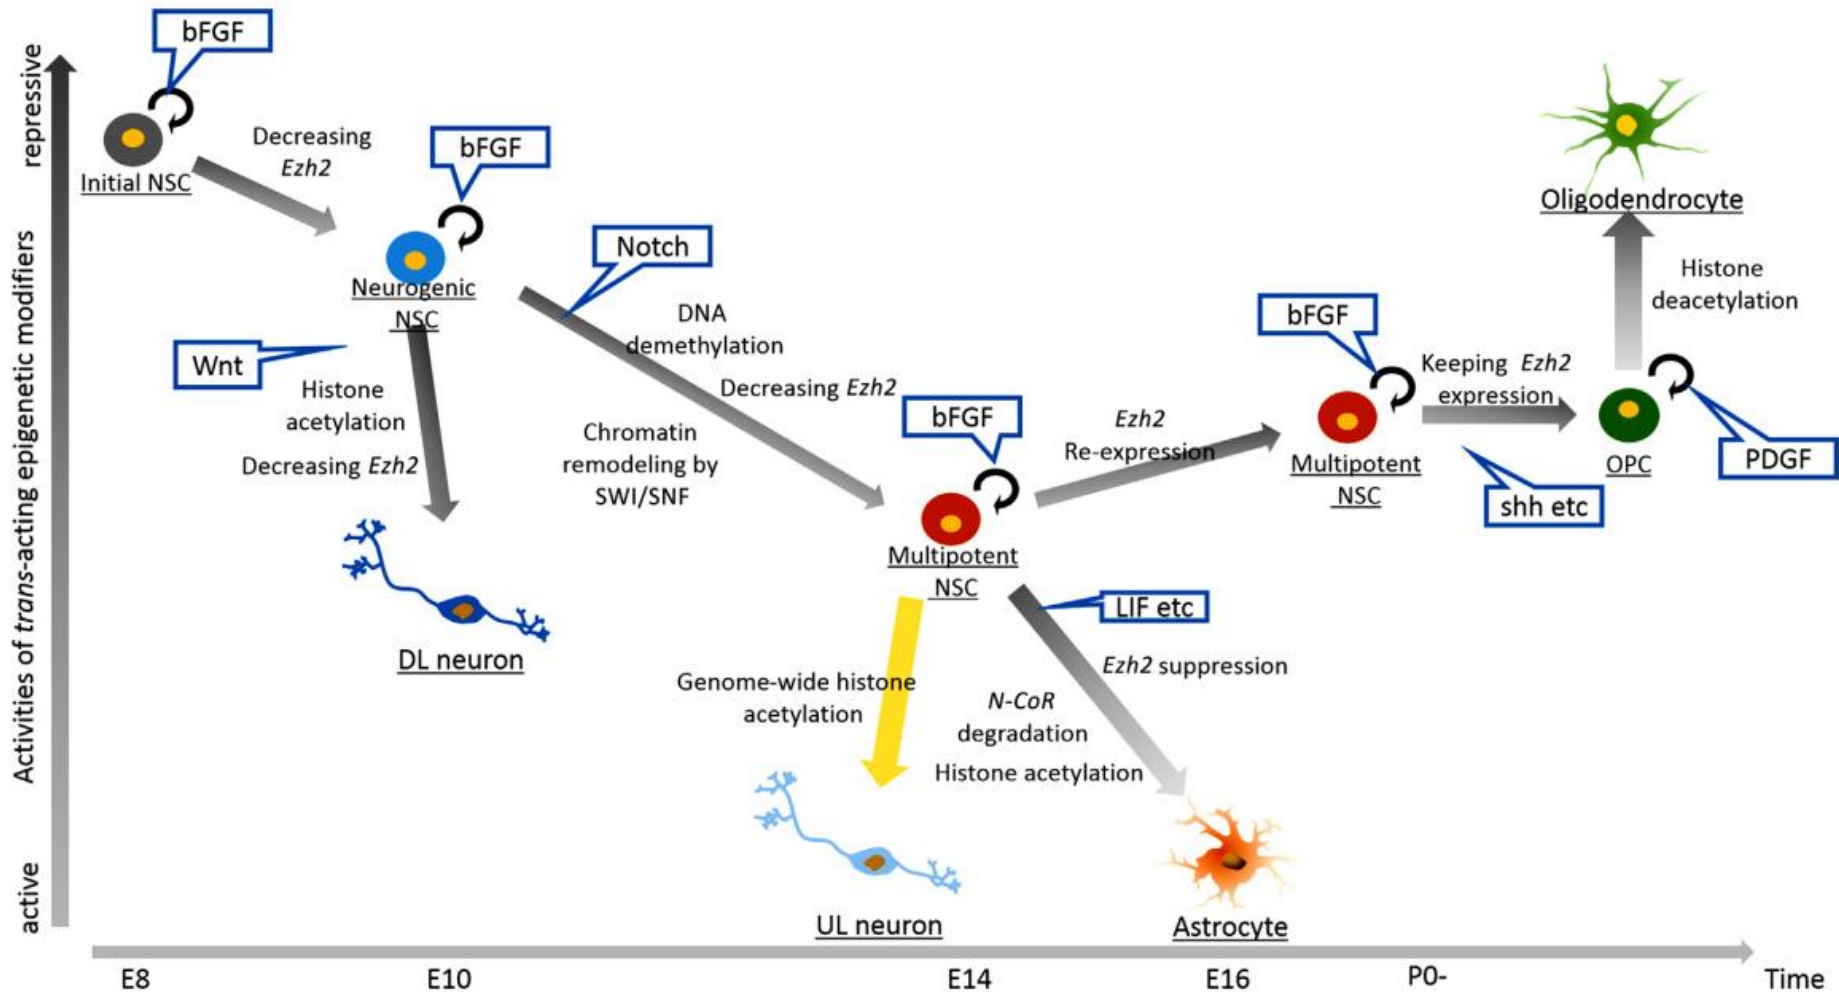 repressive
Activities of trans-acting epigenetic modifiers
active
bFGF
Initial NSC
Decreasing
Ezh2
bFGF
Neurogenic
NSC
Wnt
Histone
acetylation
Decreasing Ezh2
DL neuron
Notch
DNA
demethylation
Decreasing Ezh2
Chromatin
remodeling by
SWI/SNF
bFGF
Multipotent
NSC
Genome-wide histone
acetylation
UL neuron
LIF etc
Ezh2 suppression
N-CoR
degradation
Histone acetylation
Astrocyte
Ezh2
Re-expression
bFGF
Multipotent
NSC
Keeping Ezh2
expression
shh etc
OPC
PDGF
Histone
deacetylation
Oligodendrocyte
E8
E10
E14
E16
P0-
Time